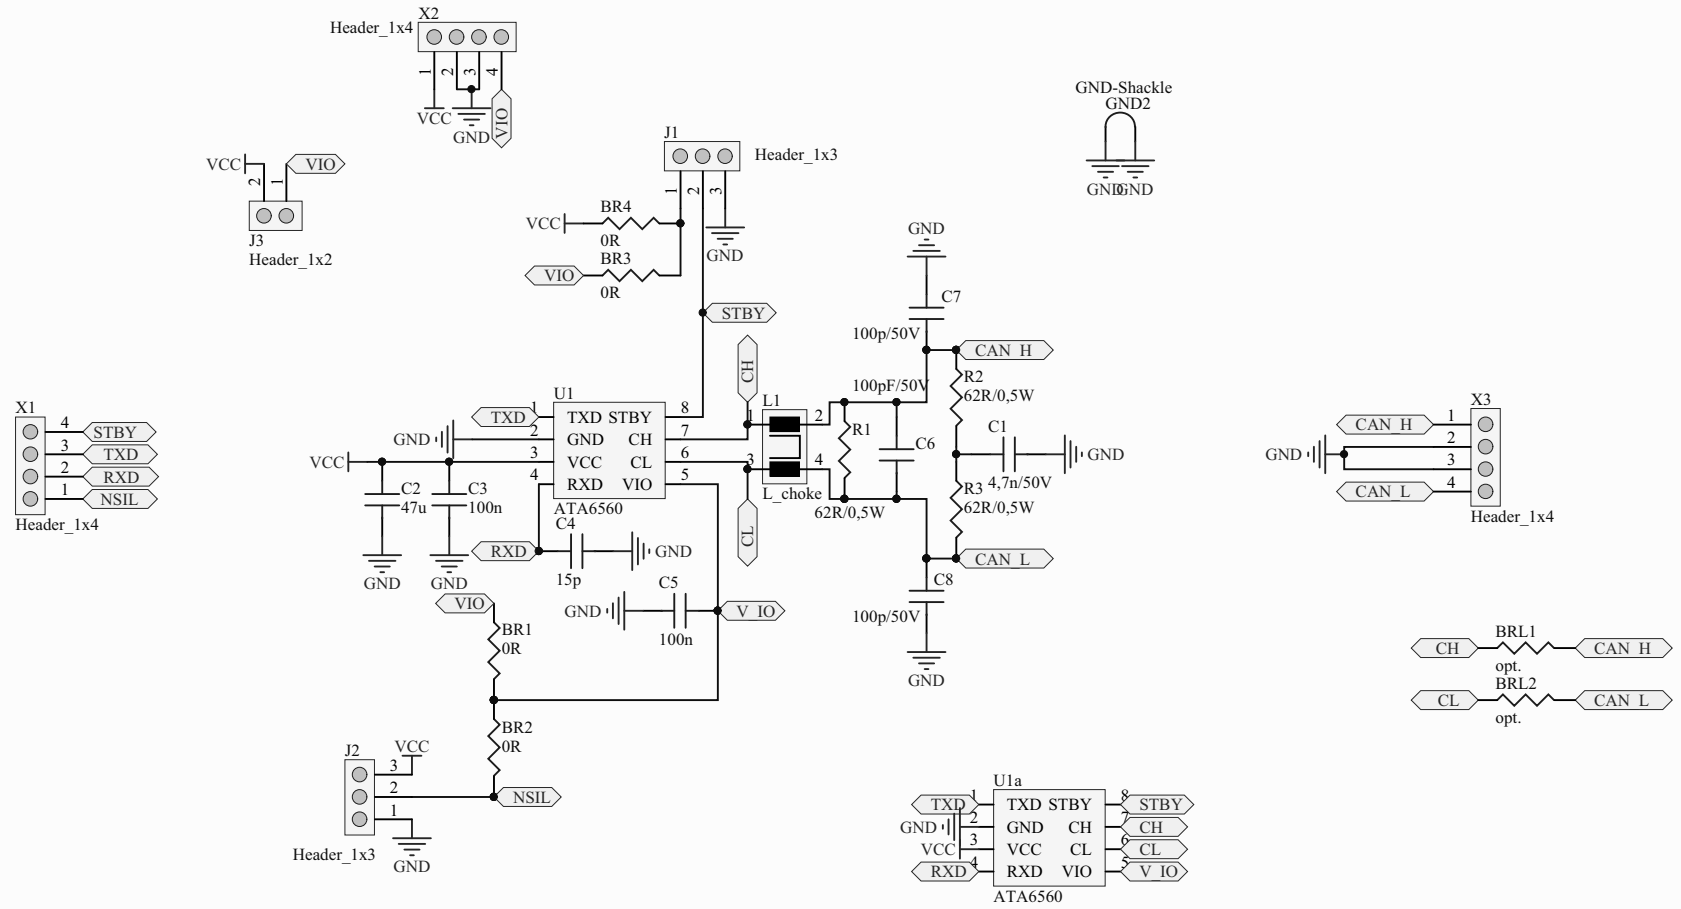 X2
Header_1x4
1
2
3
4
VCC
GND
VIO
GND-Shackle
GND2
GND
GND
J1
Header_1x3
1
2
3
GND
VCC
VIO
2
1
J3
Header_1x2
VCC
BR4
0R
VIO
BR3
0R
STBY
GND
C7
100p/50V
CAN_H
CH
R2
62R/0,5W
100pF/50V
X1
4
STBY
3
TXD
2
RXD
1
NSIL
Header_1x4
U1
TXD
1
TXD STBY
8
GND
2
GND
CH
7
VCC
3
VCC
CL
6
4
RXD
VIO
5
ATA6560
L1
1
2
3
4
L_choke
R1
62R/0,5W
C6
C1
4,7n/50V
GND
R3
62R/0,5W
X3
CAN_H
1
2
GND
3
CAN_L
4
Header_1x4
C2
47u
C3
100n
GND
GND
RXD
C4
15p
GND
CL
CAN_L
C8
100p/50V
GND
GND
C5
100n
V_IO
VIO
BR1
0R
BR2
0R
J2
VCC
3
2
NSIL
1
Header_1x3
GND
CH
BRL1
opt.
CAN_H
CL
BRL2
opt.
CAN_L
U1a
TXD
1
TXD STBY
8
STBY
GND
2
GND
CH
7
CH
VCC
3
VCC
CL
6
CL
RXD
4
RXD
VIO
5
V_IO
ATA6560